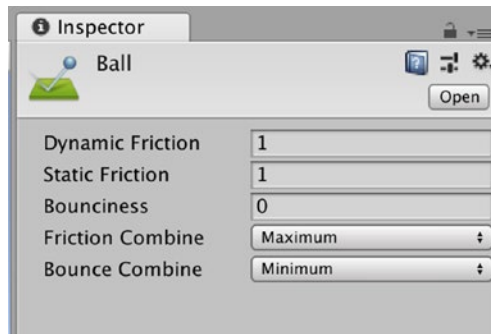 Inspector
Ball
Open
Dynamic Friction 1
Static Friction 1
Bounciness 0
Friction Combine Maximum
Bounce Combine Minimum